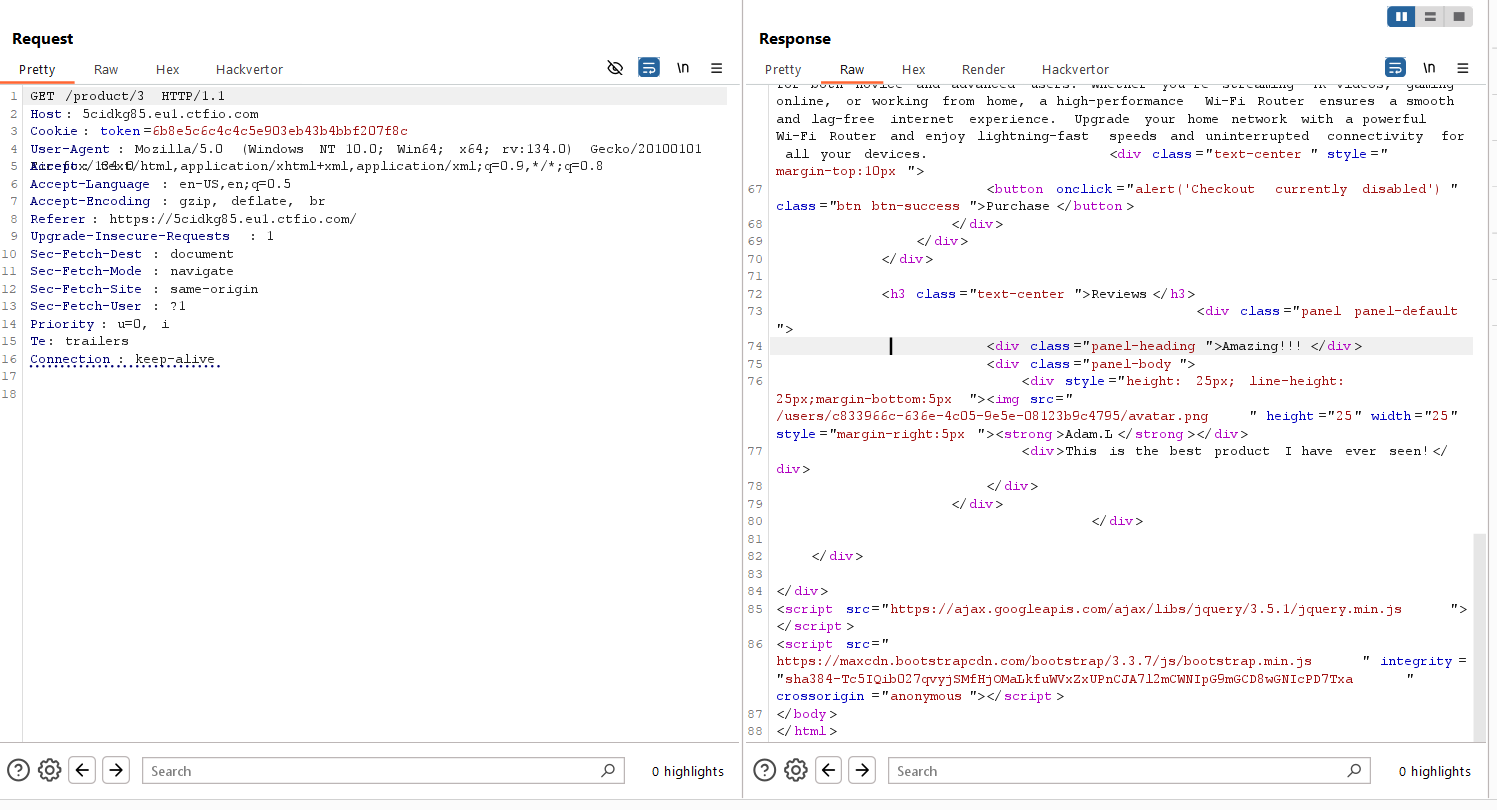 Request
Pretty Raw Hex Hackvertor \n
1 GET /product/3 HTTP/1.1
2 Host: 5cidkg85.eu1.ctfio.com
3 Cookie: token=6b8e5c6c4c4c5e903eb43b4bbf207f8c
4 User-Agent: Mozilla/5.0 (Windows NT 10.0; Win64; x64; rv:134.0) Gecko/20100101
5 Firefox/134.0 Accept: text/html,application/xhtml+xml,application/xml;q=0.9,*/*;q=0.8
6 Accept-Language : en-US,en;q=0.5
7 Accept-Encoding : gzip, deflate, br
8 Referer: https://5cidkg85.eu1.ctfio.com/
9 Upgrade-Insecure-Requests : 1
10 Sec-Fetch-Dest : document
11 Sec-Fetch-Mode : navigate
12 Sec-Fetch-Site : same-origin
13 Sec-Fetch-User : ?1
14 Priority: u=0, i
15 Te: trailers
16 Connection : keep-alive
17
18
Search 0 highlights
Response
Pretty Raw Hex Render Hackvertor \n
for both novice and advanced users. Whether you're streaming 4K videos, gaming
online, or working from home, a high-performance Wi-Fi Router ensures a smooth
and lag-free internet experience. Upgrade your home network with a powerful
Wi-Fi Router and enjoy lightning-fast speeds and uninterrupted connectivity for
all your devices. <div class="text-center " style="
margin-top:10px ">
67 <button onclick="alert('Checkout currently disabled') "
class="btn btn-success ">Purchase </button>
68 </div>
69 </div>
70 </div>
71
72 <h3 class="text-center ">Reviews </h3>
73 <div class="panel panel-default
">
74 <div class="panel-heading ">Amazing!!! </div>
75 <div class="panel-body ">
76 <div style="height: 25px; line-height:
25px;margin-bottom:5px "><img src="
/users/c833966c-636e-4c05-9e5e-08123b9c4795/avatar.png " height="25" width="25"
style="margin-right:5px "><strong>Adam.L </strong></div>
77 <div>This is the best product I have ever seen!</
div>
78 </div>
79 </div>
80 </div>
81
82 </div>
83
84 </div>
85 <script src="https://ajax.googleapis.com/ajax/libs/jquery/3.5.1/jquery.min.js ">
</script>
86 <script src="
https://maxcdn.bootstrapcdn.com/bootstrap/3.3.7/js/bootstrap.min.js " integrity=
"sha384-Tc5IQib027qvyjSMfHjOMaLkfuWVxZxUPnCJA7l2mCWNIpG9mGCD8wGNIcPD7Txa "
crossorigin ="anonymous "></script>
87 </body>
88 </html>
Search 0 highlights